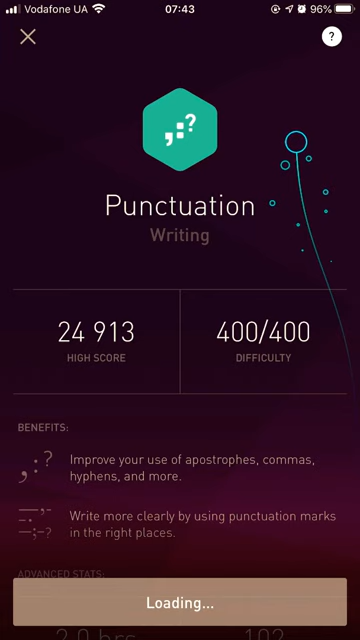 Vodafone UA 07:43 96%
?
,:?
Punctuation
Writing
24 913 400/400
HIGH SCORE DIFFICULTY
BENEFITS:
Improve your use of apostrophes, commas,
hyphens, and more.
Write more clearly by using punctuation marks
in the right places.
ADVANCED STATS:
Loading...